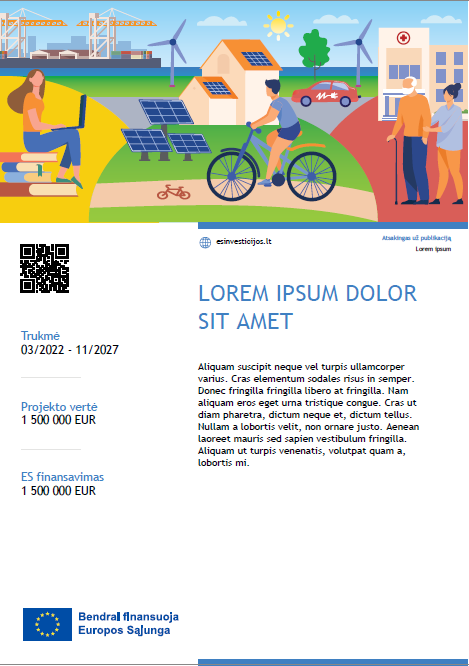 esinvesticijos.lt
Atsakingas už publikaciją
Lorem ipsum
LOREM IPSUM DOLOR
SIT AMET
Trukmė
03/2022 - 11/2027
Projekto vertė
1 500 000 EUR
ES finansavimas
1 500 000 EUR
Aliquam suscipit neque vel turpis ullamcorper
varius. Cras elementum sodales risus in semper.
Donec fringilla fringilla libero at fringilla. Nam
aliquam eros eget urna tristique congue. Cras ut
diam pharetra, dictum neque et, dictum tellus.
Nullam a lobortis velit, non ornare justo. Aenean
laoreet mauris sed sapien vestibulum fringilla.
Aliquam ut turpis venenatis, volutpat quam a,
lobortis mi.
Bendrai finansuoja
Europos Sąjunga